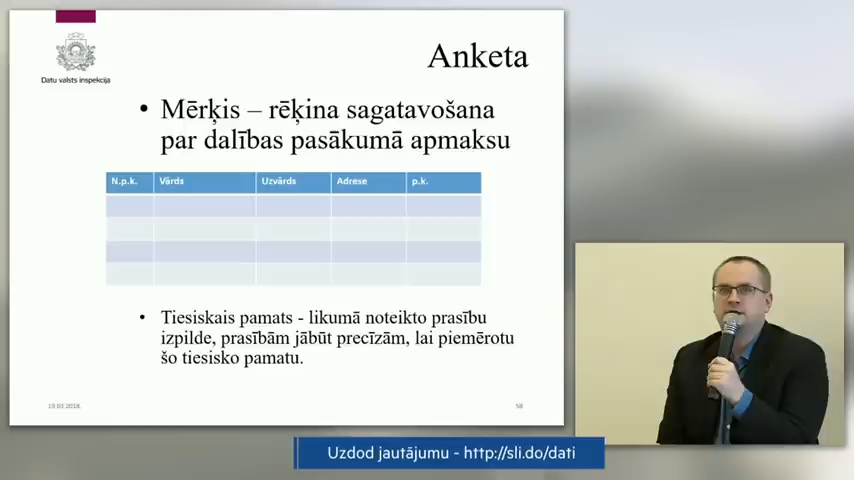 Datu valsts inspekcija
Anketa
• Mērķis – rēķina sagatavošana
par dalības pasākumā apmaksu
N.p.k. Vārds Uzvārds Adrese p.k.
• Tiesiskais pamats - likumā noteikto prasību
izpilde, prasībām jābūt precīzām, lai piemērotu
šo tiesisko pamatu.
19.03.2018. 58
Uzdod jautājumu - http://sli.do/dati